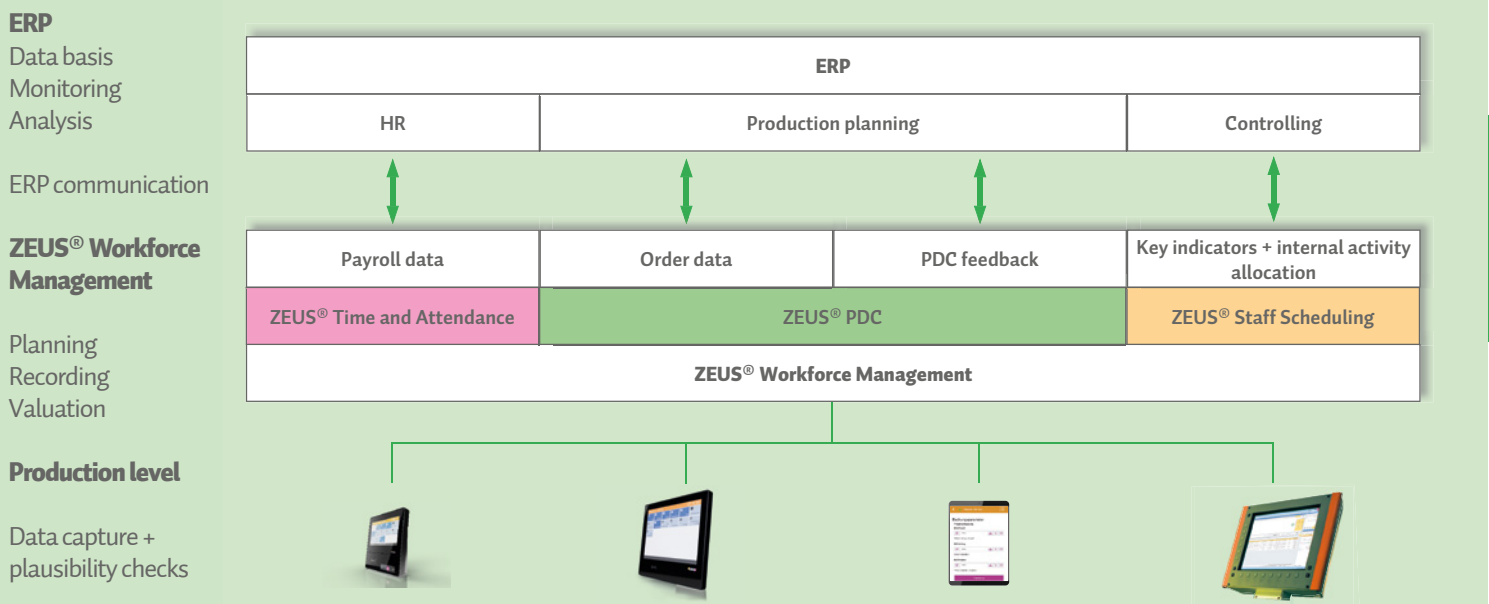 ERP
Data basis
Monitoring
Analysis
ERP communication
ZEUS® Workforce
Management
Planning
Recording
Valuation
Production level
Data capture +
plausibility checks
ERP
HR
Production planning
Controlling
Payroll data
Order data
PDC feedback
Key indicators + internal activity
allocation
ZEUS® Time and Attendance
ZEUS® PDC
ZEUS® Staff Scheduling
ZEUS® Workforce Management